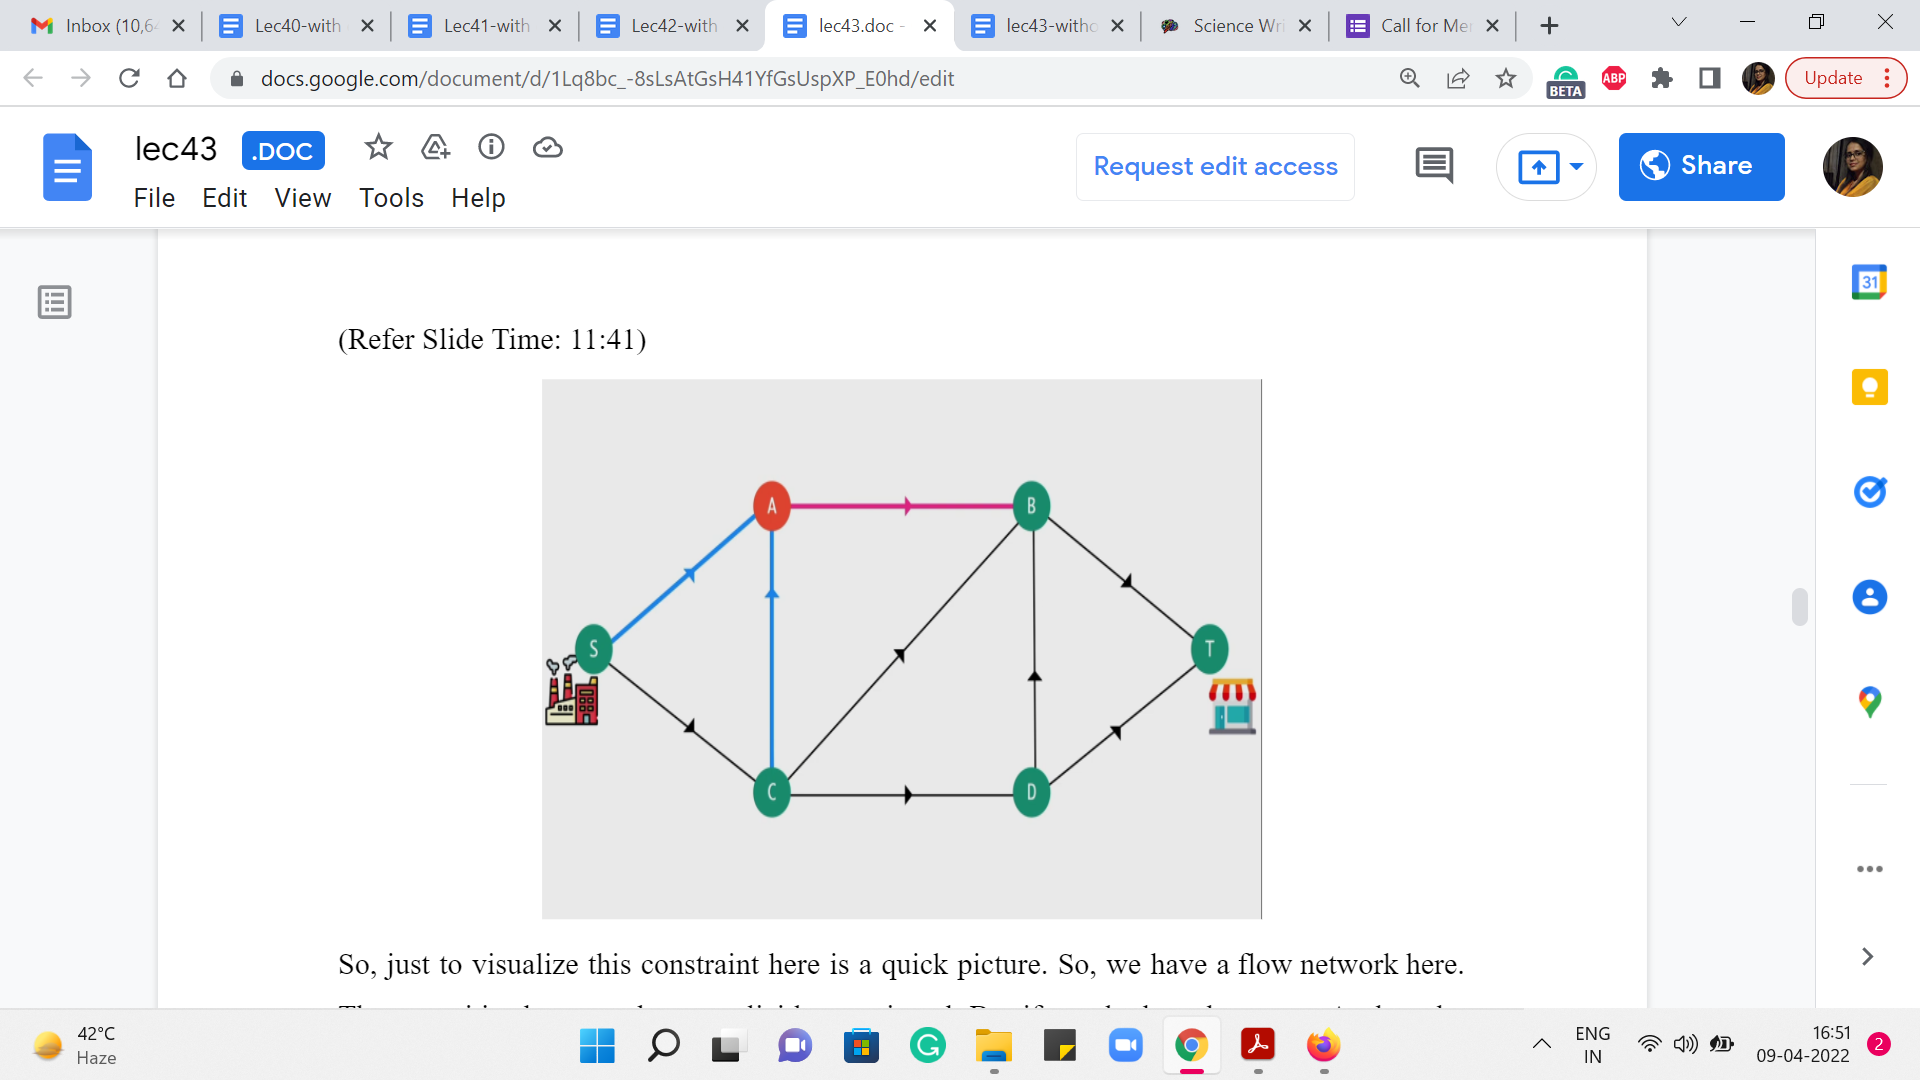 Inbox (10,6
Lec40-with
Lec41-with
Lec42-with
lec43.doc -
lec43-witho
Science Wri
Call for Mer
docs.google.com/document/d/1Lq8bc_-8sLsAtGsH41YfGsUspXP_E0hd/edit
BETA
ABP
Update
lec43
.DOC
File Edit View Tools Help
Request edit access
Share
31
(Refer Slide Time: 11:41)
A
B
S
T
C
D
So, just to visualize this constraint here is a quick picture. So, we have a flow network here.
42°C
Haze
ENG
IN
16:51
09-04-2022
2